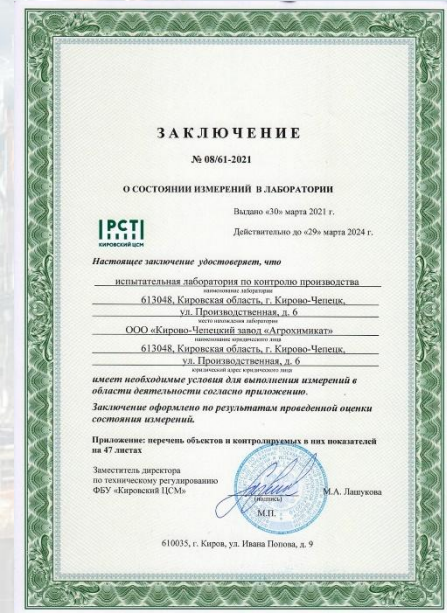 ЗАКЛЮЧЕНИЕ
№ 08/61-2021
О СОСТОЯНИИ ИЗМЕРЕНИЙ В ЛАБОРАТОРИИ
Выдано «30» марта 2021 г.
РСТ
КИРОВСКИЙ ЦСМ
Действительно до «29» марта 2024 г.
Настоящее заключение удостоверяет, что
испытательная лаборатория по контролю производства
наименование лаборатории
613048, Кировская область, г. Кирово-Чепецк,
ул. Производственная, д. 6
место нахождения лаборатории
ООО «Кирово-Чепецкий завод «Агрохимикат»
наименование юридического лица
613048, Кировская область, г. Кирово-Чепецк,
ул. Производственная, д. 6
юридический адрес юридического лица
имеет необходимые условия для выполнения измерений в
области деятельности согласно приложению.
Заключение оформлено по результатам проведенной оценки
состояния измерений.
Приложение: перечень объектов и контролируемых в них показателей
на 47 листах
Заместитель директора
по техническому регулированию
ФБУ «Кировский ЦСМ»
(подпись)
М.А. Лашукова
М.П.
610035, г. Киров, ул. Ивана Попова, д. 9